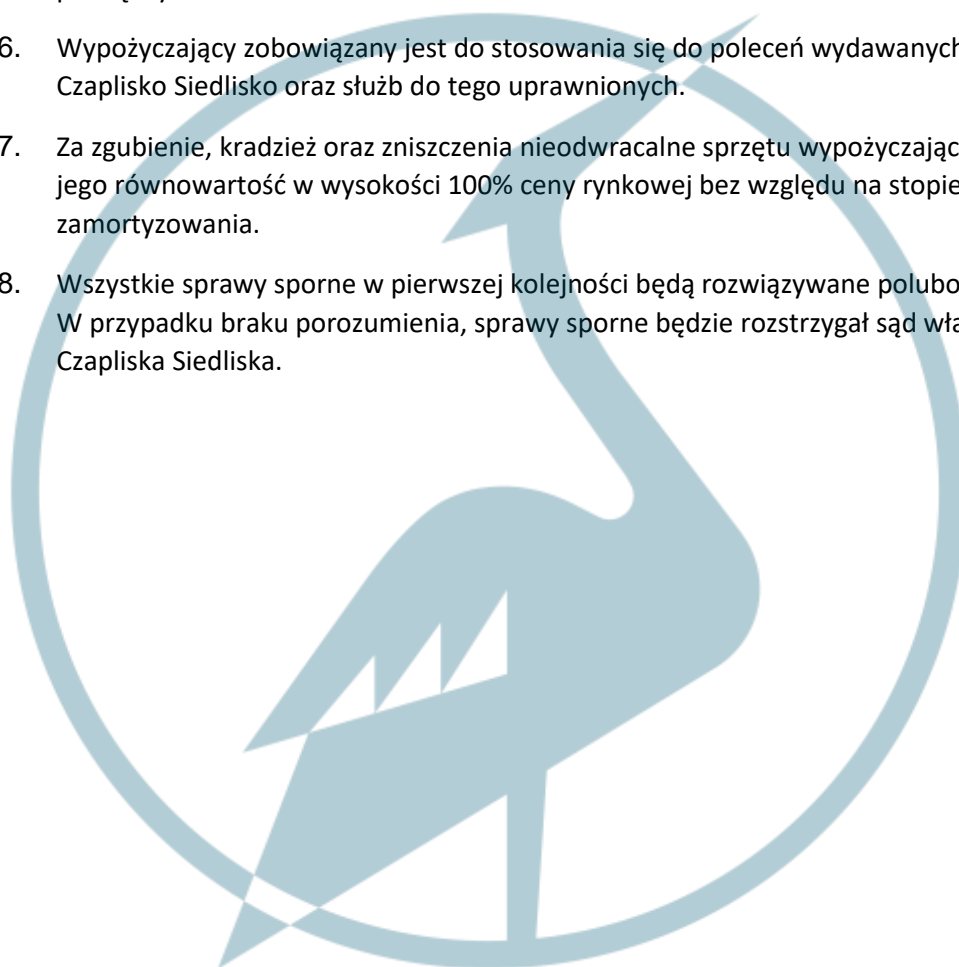 6. Wypożyczający zobowiązany jest do stosowania się do poleceń wydawanych
Czaplisko Siedlisko oraz służb do tego uprawnionych.
7. Za zgubienie, kradzież oraz zniszczenia nieodwracalne sprzętu
jego równowartość w wysokości 100% ceny rynkowej bez względu na
zamortyzowania.
8. Wszystkie sprawy sporne w pierwszej kolejności będą rozwiązywane
W przypadku braku porozumienia, sprawy sporne będzie rozstrzygał sąd
Czapliska Siedliska.